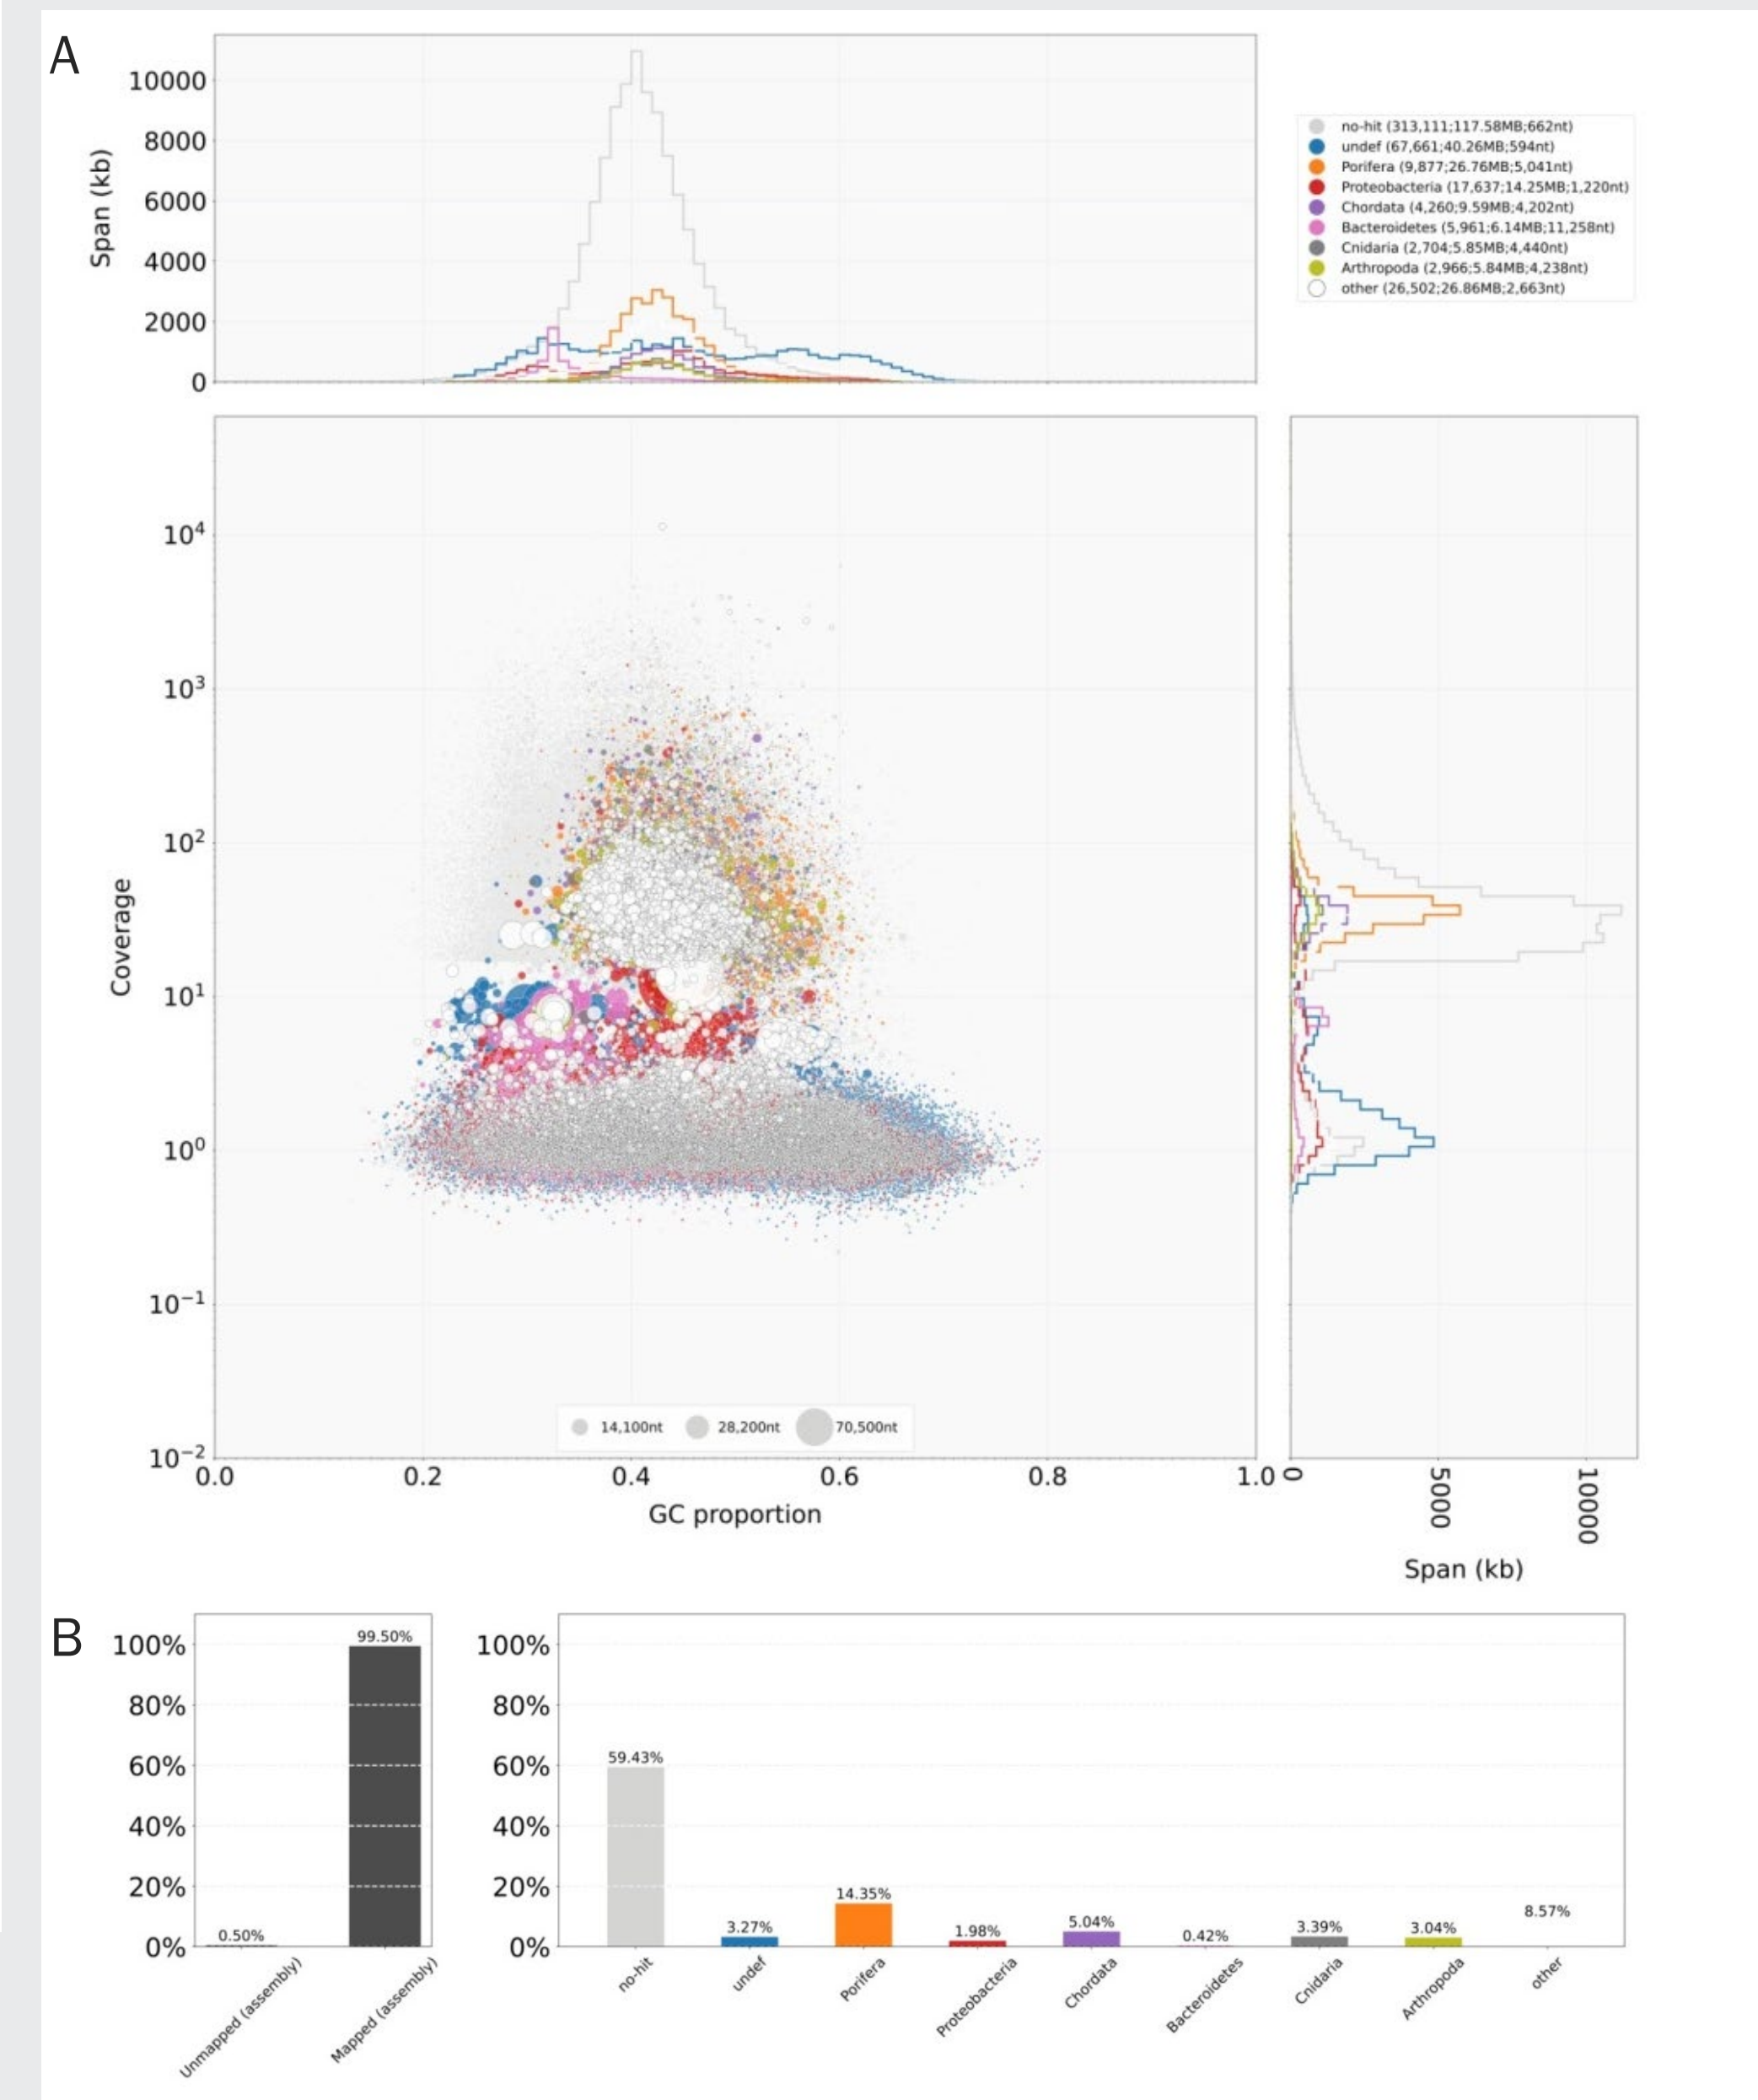 A
10000
8000
6000
4000
2000
0
Span (kb)
no-hit (313,111;117.58MB;662nt)
undef (67,661;40.26MB;594nt)
Porifera (9,877;26.76MB;5,041nt)
Proteobacteria (17,637;14.25MB;1,220nt)
Chordata (4,260;9.59MB;4,202nt)
Bacteroidetes (5,961;6.14MB;11,258nt)
Cnidaria (2,704;5.85MB;4,440nt)
Arthropoda (2,966;5.84MB;4,238nt)
other (26,502;26.86MB;2,663nt)
10⁴
10³
10²
10¹
10⁰
10⁻¹
10⁻²
Coverage
14,100nt 28,200nt 70,500nt
0.0 0.2 0.4 0.6 0.8 1.0
GC proportion
0 5000 10000
Span (kb)
B
100%
80%
60%
40%
20%
0%
0.50% 99.50%
Unmapped (assembly) Mapped (assembly)
100%
80%
60%
40%
20%
0%
59.43% 3.27% 14.35% 1.98% 5.04% 0.42% 3.39% 3.04% 8.57%
no-hit undef Porifera Proteobacteria Chordata Bacteroidetes Cnidaria Arthropoda other